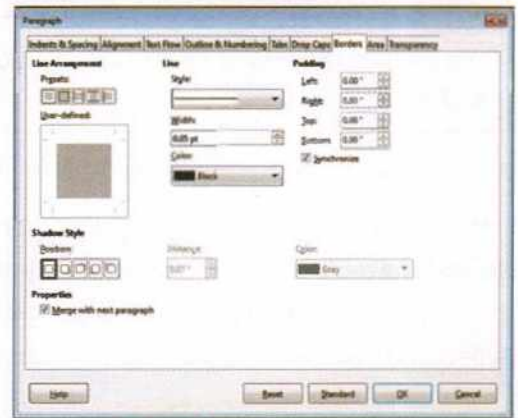 Paragraph
Indents & Spacing Alignment Text Flow Outline & Numbering Tabs Drop Caps Borders Area Transparency
Line Arrangement
Presets:
User-defined:
Line
Style:
Width:
0.05 pt
Color:
Black
Padding
Left: 0.00 "
Right: 0.00 "
Top: 0.00 "
Bottom: 0.00 "
Synchronize
Shadow Style
Position:
Distance:
0.07 "
Color:
Gray
Properties
Merge with next paragraph
Help Reset Standard OK Cancel